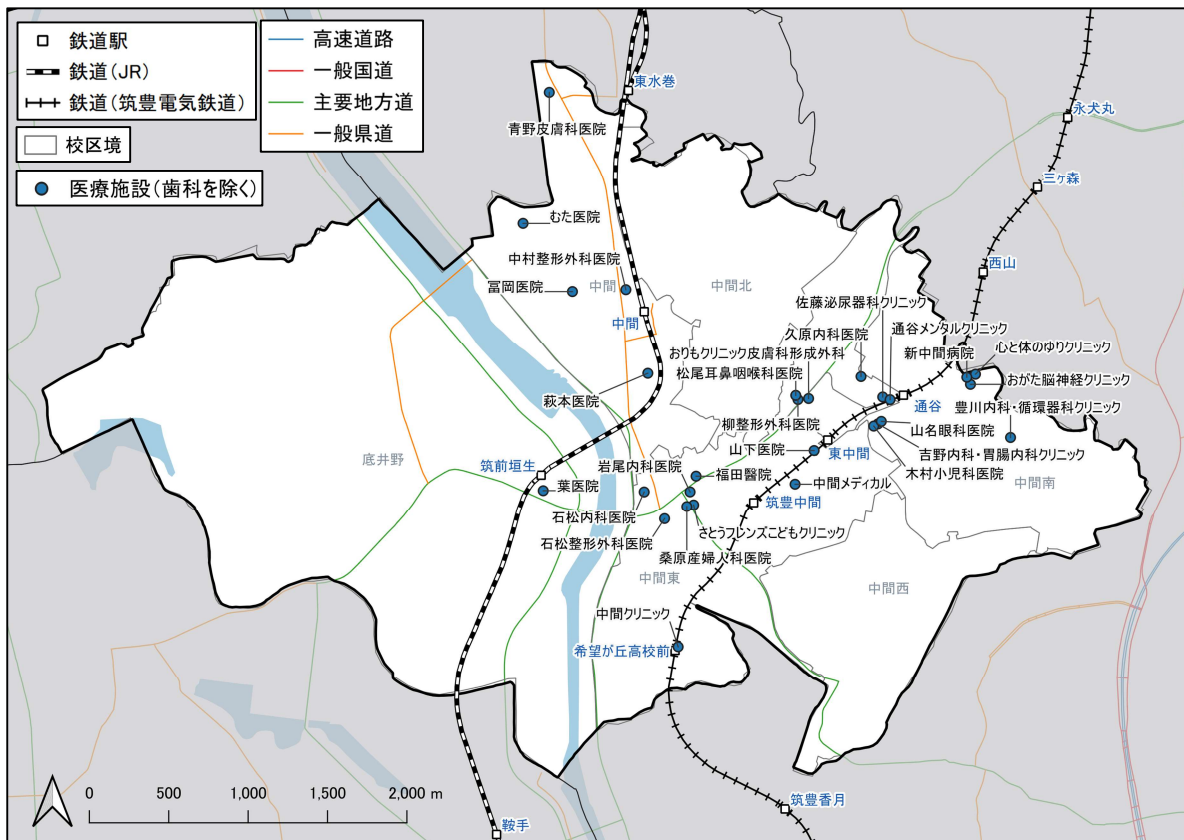 鉄道駅
鉄道(JR)
鉄道(筑豊電気鉄道)
校区境
医療施設(歯科を除く)
高速道路
一般国道
主要地方道
一般県道
東水巻
青野皮膚科医院
永犬丸
三ヶ森
むた医院
西山
中村整形外科医院
冨岡医院
中間
中間北
佐藤泌尿器科クリニック
中間
久原内科医院
通谷メンタルクリニック
新中間病院
心と体のゆりクリニック
おりもクリニック皮膚科形成外科
松尾耳鼻咽喉科医院
おがた脳神経クリニック
萩本医院
通谷
豊川内科・循環器科クリニック
柳整形外科医院
山名眼科医院
底井野
山下医院
東中間
吉野内科・胃腸内科クリニック
筑前垣生
岩尾内科医院
福田醫院
木村小児科医院
葉医院
中間メディカル
中間南
筑豊中間
石松内科医院
さとうフレンズこどもクリニック
石松整形外科医院
桑原産婦人科医院
中間東
中間西
中間クリニック
希望が丘高校前
筑豊香月
鞍手
0 500 1,000 1,500 2,000 m